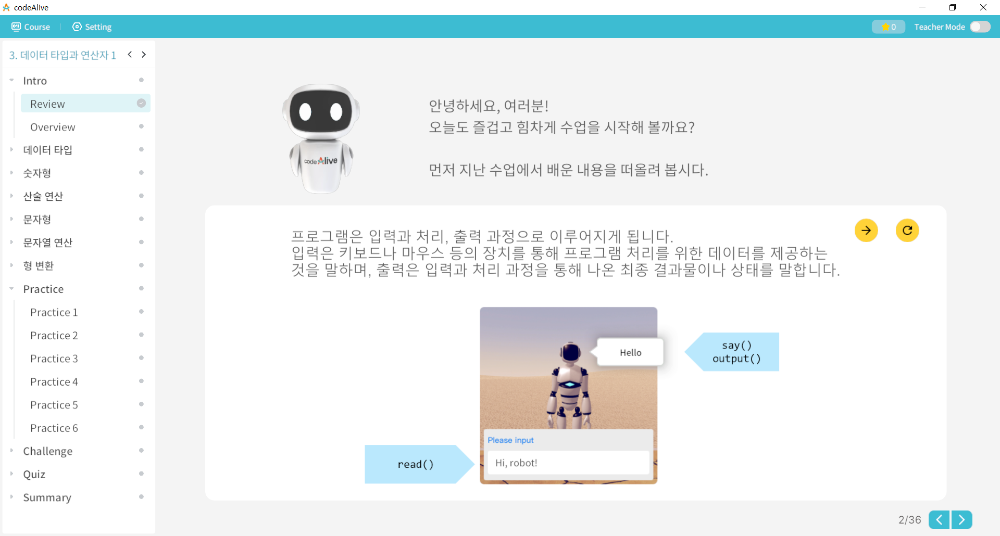 codeAlive
Course
Setting
0
Teacher Mode
3. 데이터 타입과 연산자 1
Intro
Review
Overview
데이터 타입
숫자형
산술 연산
문자형
문자열 연산
형 변환
Practice
Practice 1
Practice 2
Practice 3
Practice 4
Practice 5
Practice 6
Challenge
Quiz
Summary
codeAlive
안녕하세요, 여러분!
오늘도 즐겁고 힘차게 수업을 시작해 볼까요?
먼저 지난 수업에서 배운 내용을 떠올려 봅시다.
프로그램은 입력과 처리, 출력 과정으로 이루어지게 됩니다.
입력은 키보드나 마우스 등의 장치를 통해 프로그램 처리를 위한 데이터를 제공하는
것을 말하며, 출력은 입력과 처리 과정을 통해 나온 최종 결과물이나 상태를 말합니다.
Hello
say()
output()
Please input
Hi, robot!
read()
2/36